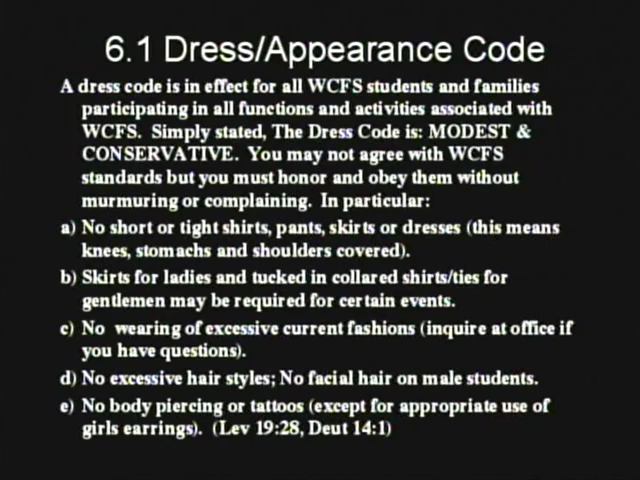 6.1 Dress/Appearance Code
A dress code is in effect for all WCFS students and families
participating in all functions and activities associated with
WCFS.  Simply stated, The Dress Code is: MODEST &
CONSERVATIVE.  You may not agree with WCFS
standards but you must honor and obey them without
murmuring or complaining.  In particular:
a) No short or tight shirts, pants, skirts or dresses (this means
knees, stomachs and shoulders covered).
b) Skirts for ladies and tucked in collared shirts/ties for
gentlemen may be required for certain events.
c) No  wearing of excessive current fashions (inquire at office if
you have questions).
d) No excessive hair styles; No facial hair on male students.
e) No body piercing or tattoos (except for appropriate use of
girls earrings).  (Lev 19:28, Deut 14:1)